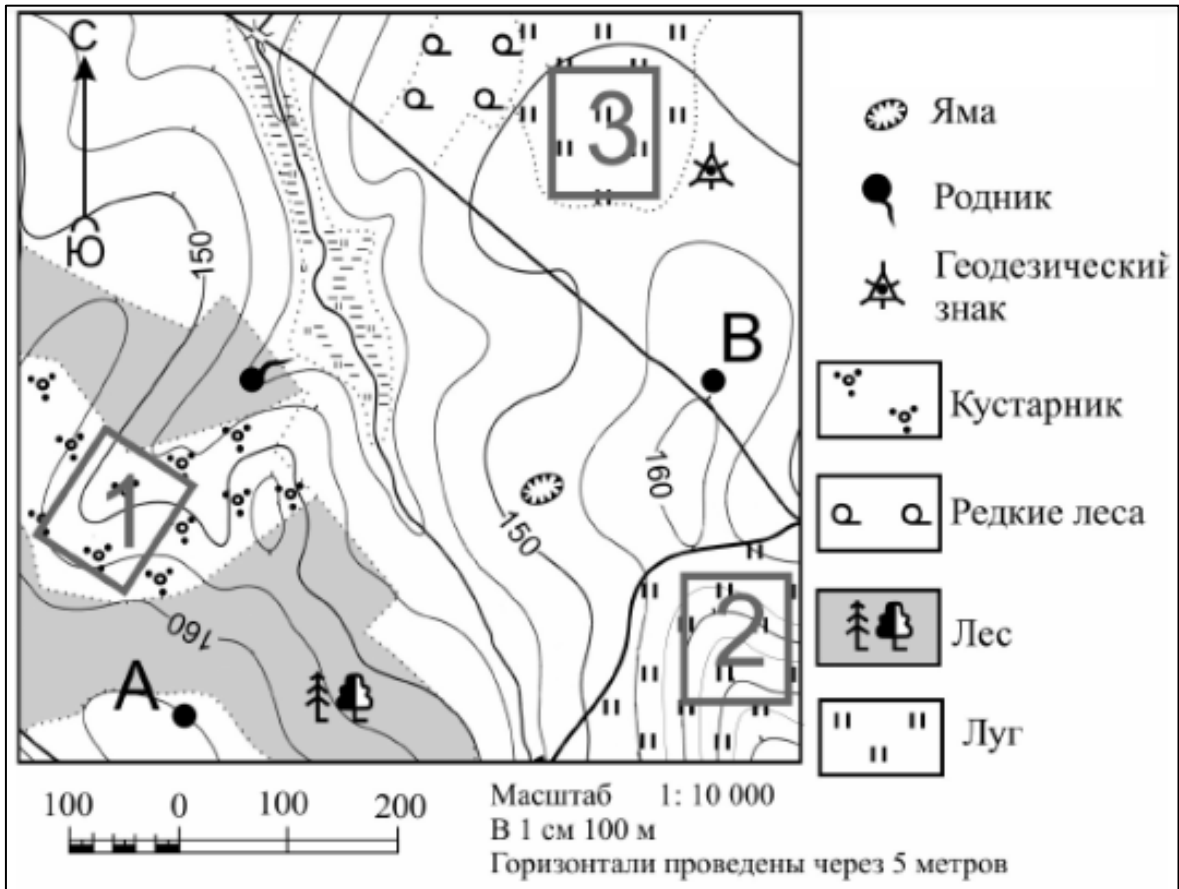 С
Ю
150
3
В
160
150
1
2
160
А
Яма
Родник
Геодезический
знак
Кустарник
Редкие леса
Лес
Луг
100 0 100 200
Масштаб 1: 10 000
В 1 см 100 м
Горизонтали проведены через 5 метров